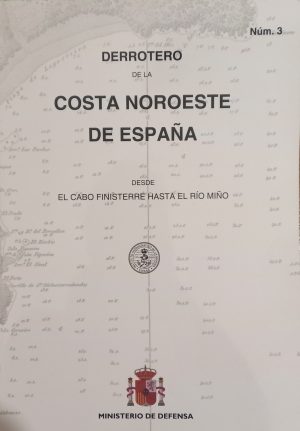 Núm. 3
DERROTERO
DE LA
COSTA NOROESTE
DE ESPAÑA
DESDE
EL CABO FINISTERRE HASTA EL RÍO MIÑO
MINISTERIO DE DEFENSA